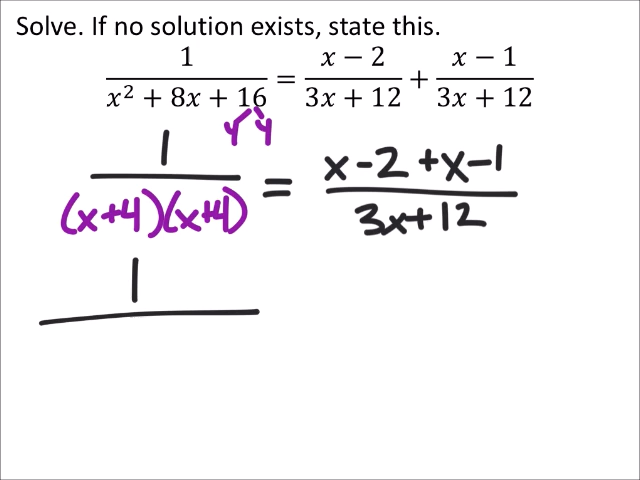 Solve. If no solution exists, state this.
1/(x² + 8x + 16) = (x − 2)/(3x + 12) + (x − 1)/(3x + 12)
4 4
1/((x+4)(x+4)) = (x-2+x-1)/(3x+12)
1